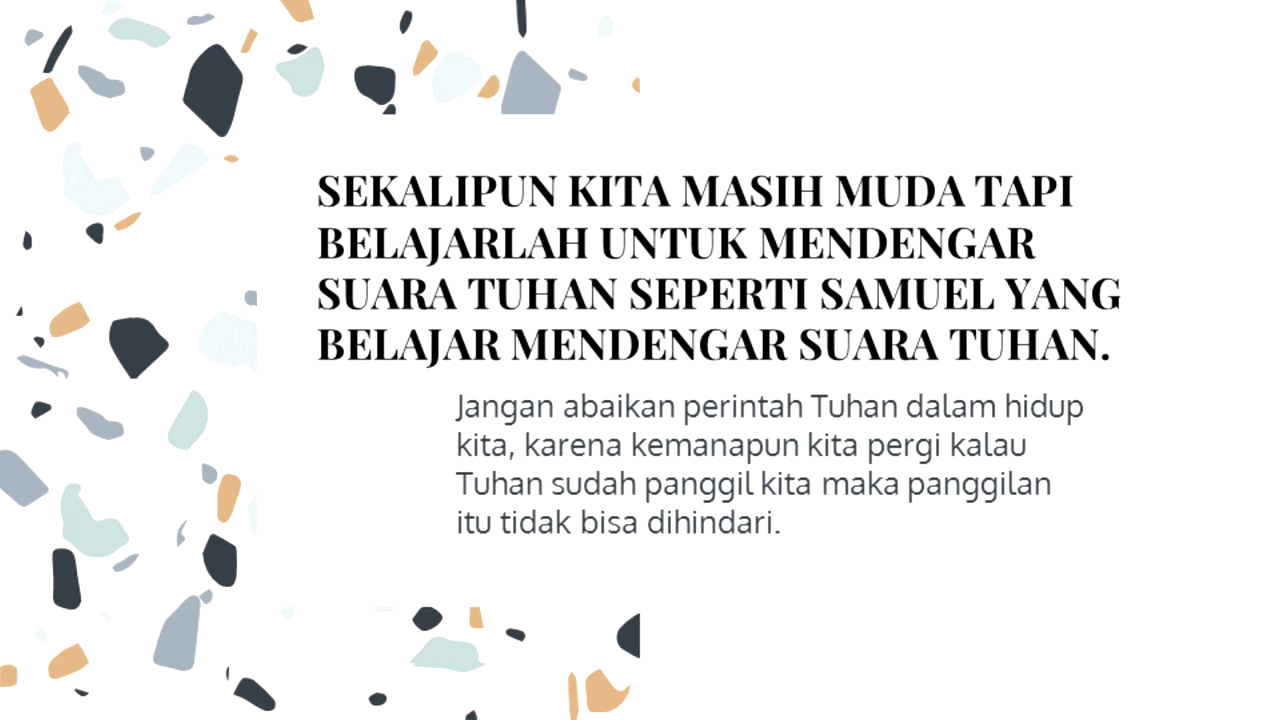 SEKALIPUN KITA MASIH MUDA TAPI
BELAJARLAH UNTUK MENDENGAR
SUARA TUHAN SEPERTI SAMUEL YANG
BELAJAR MENDENGAR SUARA TUHAN.
Jangan abaikan perintah Tuhan dalam hidup
kita, karena kemanapun kita pergi kalau
Tuhan sudah panggil kita maka panggilan
itu tidak bisa dihindari.